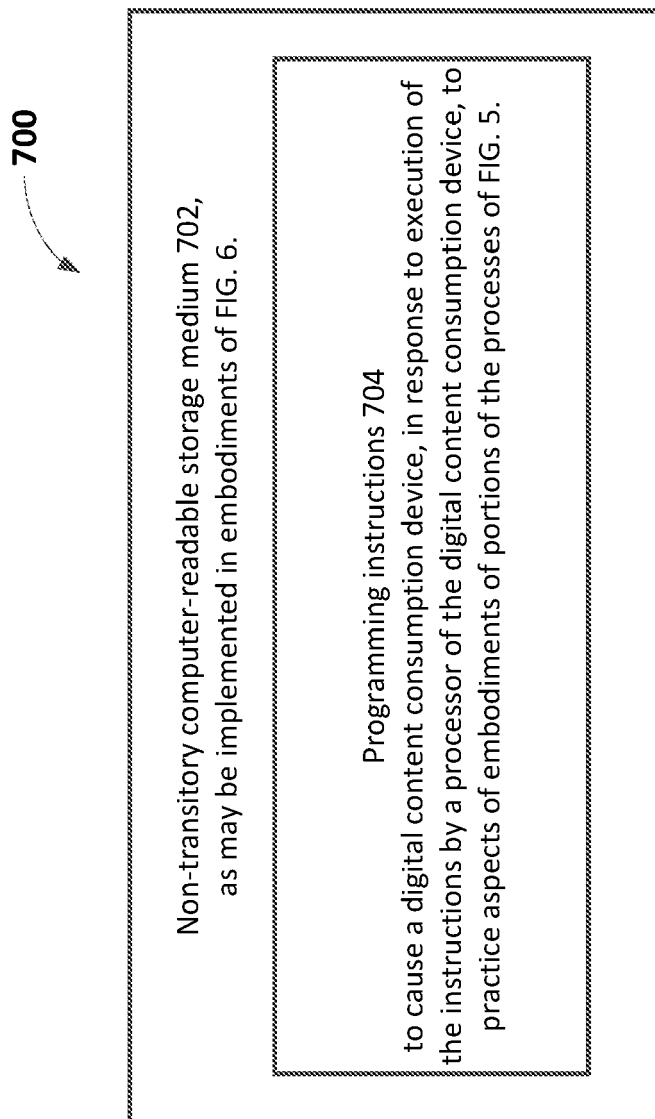 700
Non-transitory computer-readable storage medium 702,
as may be implemented in embodiments of FIG. 6.
Programming instructions 704
to cause a digital content consumption device, in response to execution of
the instructions by a processor of the digital content consumption device, to
practice aspects of embodiments of portions of the processes of FIG. 5.